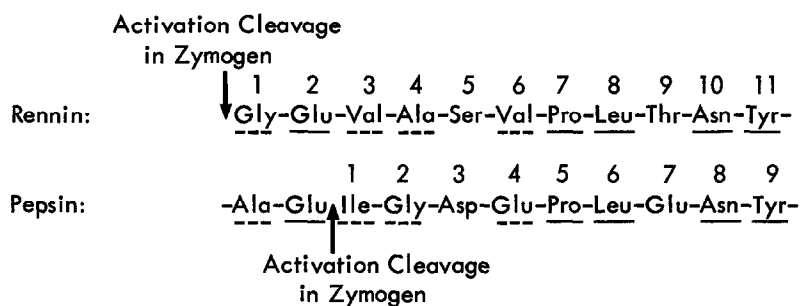 Activation Cleavage
in Zymogen
1 2 3 4 5 6 7 8 9 10 11
Rennin: Gly-Glu-Val-Ala-Ser-Val-Pro-Leu-Thr-Asn-Tyr-
1 2 3 4 5 6 7 8 9
Pepsin: -Ala-Glu Ile-Gly-Asp-Glu-Pro-Leu-Glu-Asn-Tyr-
Activation Cleavage
in Zymogen